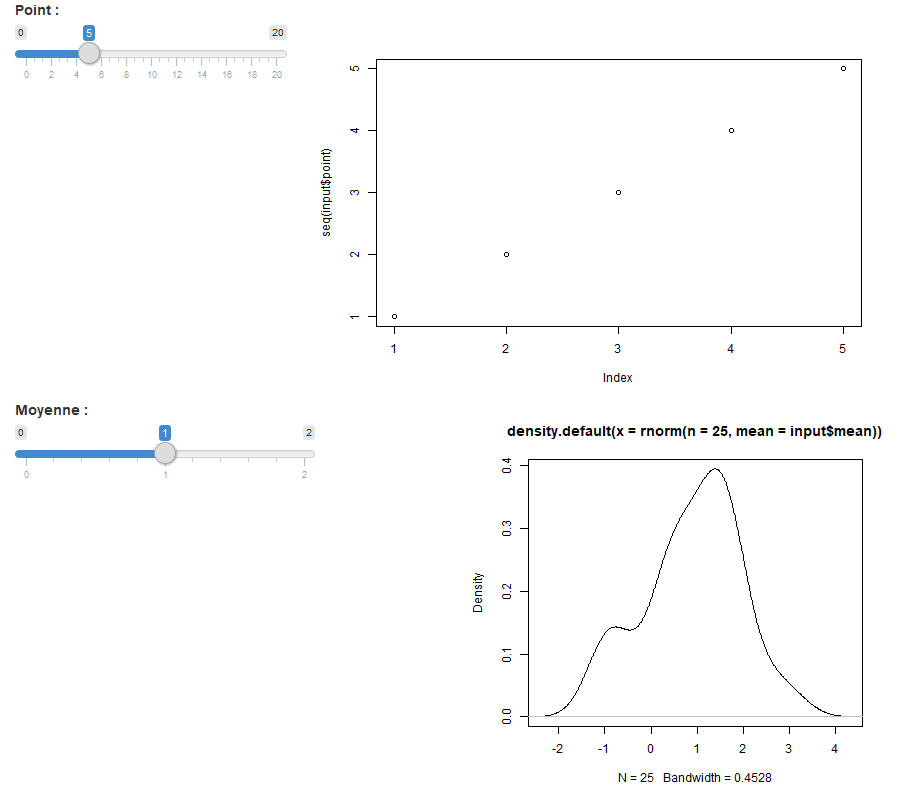 Point :
0 5 20
0 2 4 6 8 10 12 14 16 18 20
5
4
3
2
1
seq(input$point)
1 2 3 4 5
Index
Moyenne :
0 1 2
0 1 2
density.default(x = rnorm(n = 25, mean = input$mean))
0.4
0.3
0.2
0.1
0.0
Density
-2 -1 0 1 2 3 4
N = 25 Bandwidth = 0.4528